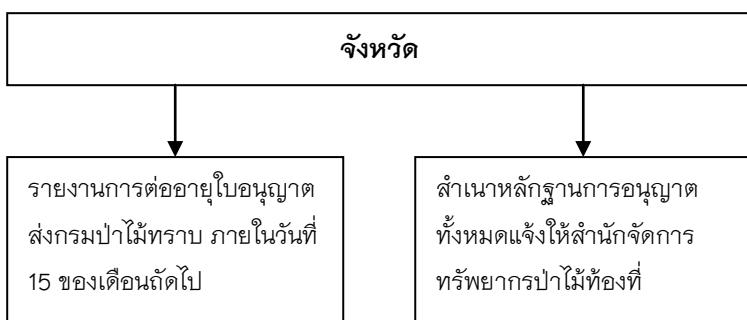 จังหวัด
รายงานการต่ออายุใบอนุญาต
ส่งกรมป่าไม้ทราบ ภายในวันที่
15 ของเดือนถัดไป
สำเนาหลักฐานการอนุญาต
ทั้งหมดแจ้งให้สำนักจัดการ
ทรัพยากรป่าไม้ท้องที่